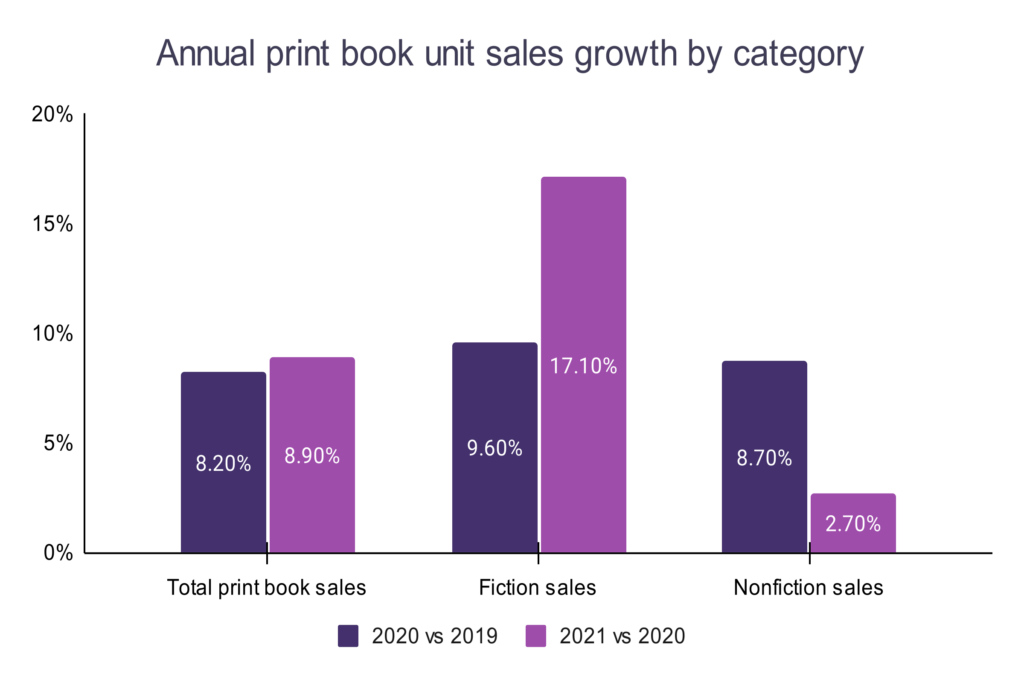 Annual print book unit sales growth by category
20%
15%
10%
5%
0%
8.20%
8.90%
9.60%
17.10%
8.70%
2.70%
Total print book sales
Fiction sales
Nonfiction sales
2020 vs 2019
2021 vs 2020